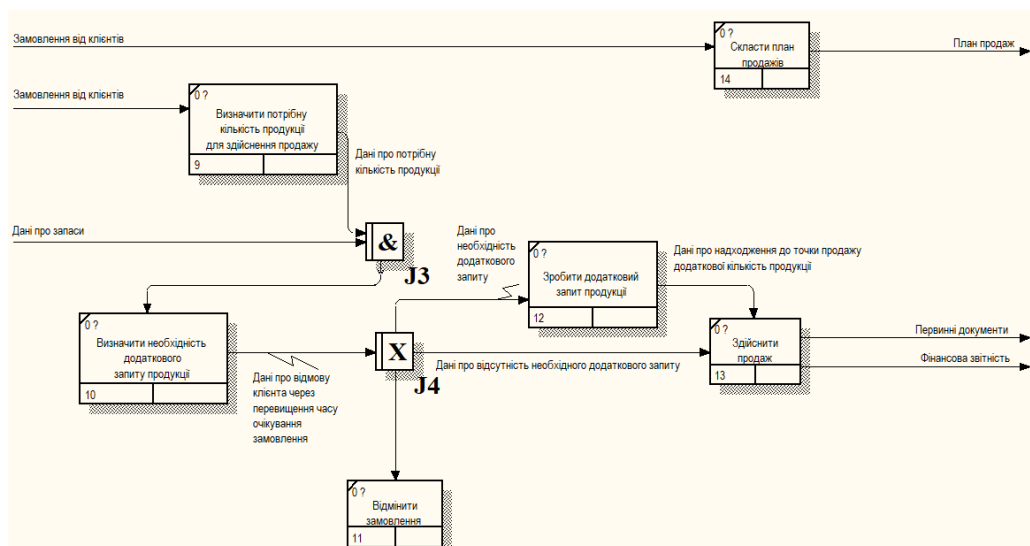 Замовлення від клієнтів
0 ?
Скласти план
продажів
14
План продаж
Замовлення від клієнтів
0 ?
Визначити потрібну
кількість продукції
для здійснення продажу
9
Дані про потрібну
кількість продукції
Дані про запаси
&
J3
Дані про
необхідність
додаткового
запиту
0 ?
Зробити додатковий
запит продукції
12
Дані про надходження до точки продажу
додаткової кількість продукції
0 ?
Визначити необхідність
додаткового
запиту продукції
10
Дані про відмову
клієнта через
перевищення часу
очікування
замовлення
X
J4
Дані про відсутність необхідного додаткового запиту
0 ?
Здійснити
продаж
13
Первинні документи
Фінансова звітність
0 ?
Відмінити
замовлення
11